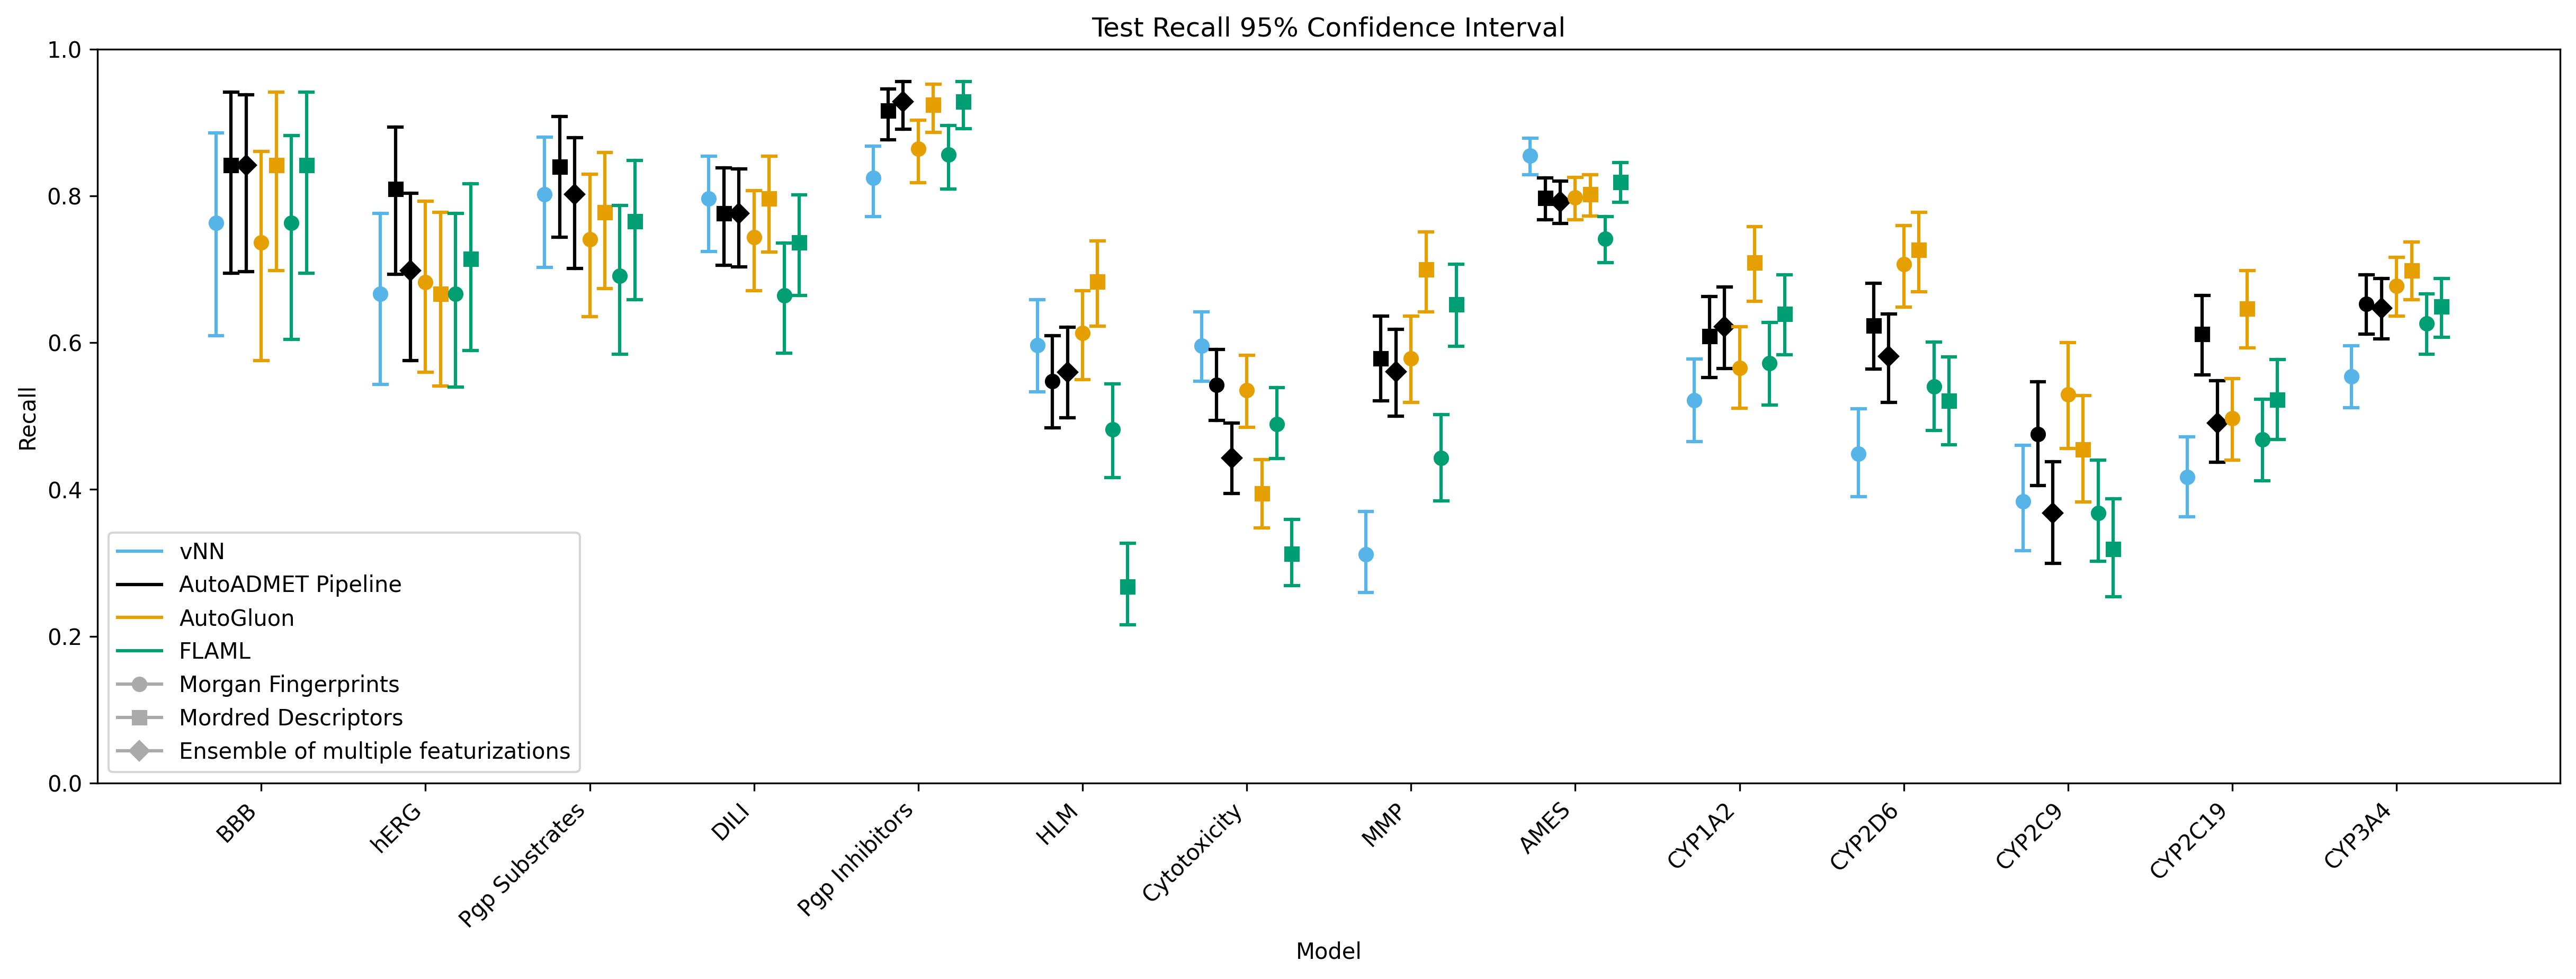 Test Recall 95% Confidence Interval
1.0
0.8
0.6
0.4
0.2
0.0
Recall
vNN
AutoADMET Pipeline
AutoGluon
FLAML
Morgan Fingerprints
Mordred Descriptors
Ensemble of multiple featurizations
BBB
hERG
Pgp Substrates
DILI
Pgp Inhibitors
HLM
Cytotoxicity
MMP
AMES
CYP1A2
CYP2D6
CYP2C9
CYP2C19
CYP3A4
Model